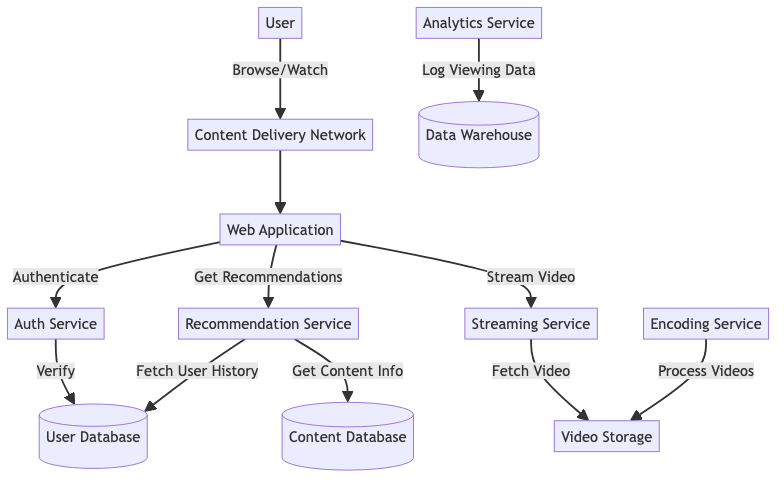 User
Analytics Service
Browse/Watch
Log Viewing Data
Content Delivery Network
Data Warehouse
Web Application
Authenticate
Get Recommendations
Stream Video
Auth Service
Recommendation Service
Streaming Service
Encoding Service
Verify
Fetch User History
Get Content Info
Fetch Video
Process Videos
User Database
Content Database
Video Storage